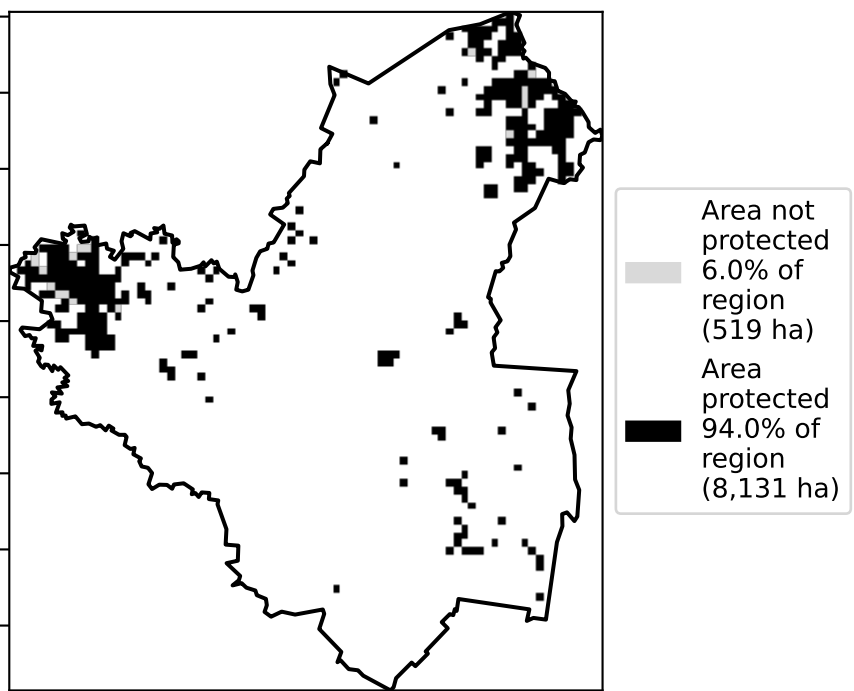 Area not
protected
6.0% of
region
(519 ha)
Area
protected
94.0% of
region
(8,131 ha)